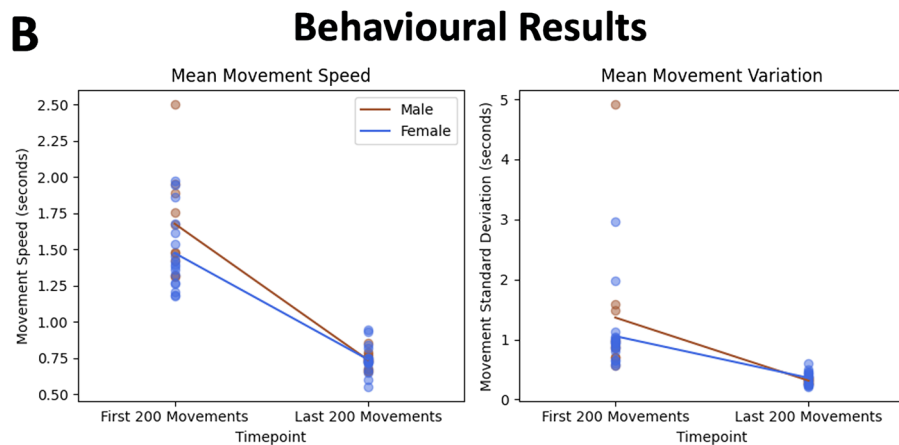 B
Behavioural Results
Mean Movement Speed
Movement Speed (seconds)
2.50
2.25
2.00
1.75
1.50
1.25
1.00
0.75
0.50
Male
Female
First 200 Movements
Last 200 Movements
Timepoint
Mean Movement Variation
Movement Standard Deviation (seconds)
5
4
3
2
1
0
First 200 Movements
Last 200 Movements
Timepoint